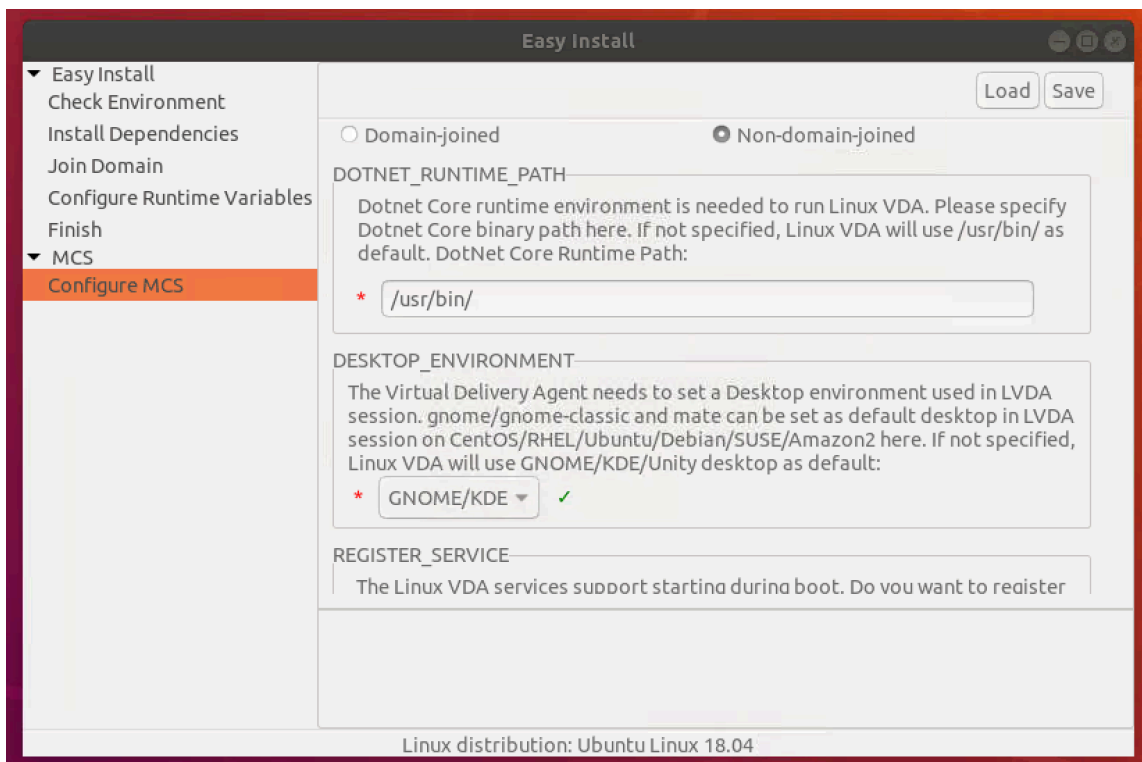 Easy Install
Easy Install
Check Environment
Install Dependencies
Join Domain
Configure Runtime Variables
Finish
MCS
Configure MCS
Load
Save
Domain-joined
Non-domain-joined
DOTNET_RUNTIME_PATH
Dotnet Core runtime environment is needed to run Linux VDA. Please specify
Dotnet Core binary path here. If not specified, Linux VDA will use /usr/bin/ as
default. DotNet Core Runtime Path:
* /usr/bin/
DESKTOP_ENVIRONMENT
The Virtual Delivery Agent needs to set a Desktop environment used in LVDA
session. gnome/gnome-classic and mate can be set as default desktop in LVDA
session on CentOS/RHEL/Ubuntu/Debian/SUSE/Amazon2 here. If not specified,
Linux VDA will use GNOME/KDE/Unity desktop as default:
* GNOME/KDE ✓
REGISTER_SERVICE
The Linux VDA services support starting during boot. Do you want to register
Linux distribution: Ubuntu Linux 18.04